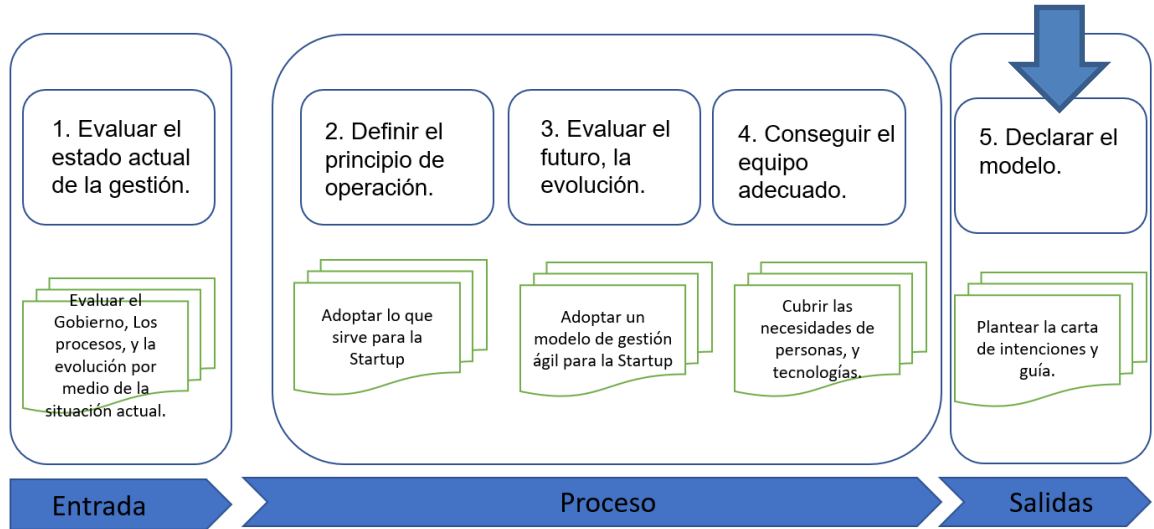 1. Evaluar el
estado actual
de la gestión.
2. Definir el
principio de
operación.
3. Evaluar el
futuro, la
evolución.
4. Conseguir el
equipo
adecuado.
5. Declarar el
modelo.
Evaluar el
Gobierno, Los
procesos, y la
evolución por
medio de la
situación actual.
Adoptar lo que
sirve para la
Startup
Adoptar un
modelo de gestión
ágil para la Startup
Cubrir las
necesidades de
personas, y
tecnologías.
Plantear la carta
de intenciones y
guía.
Entrada
Proceso
Salidas